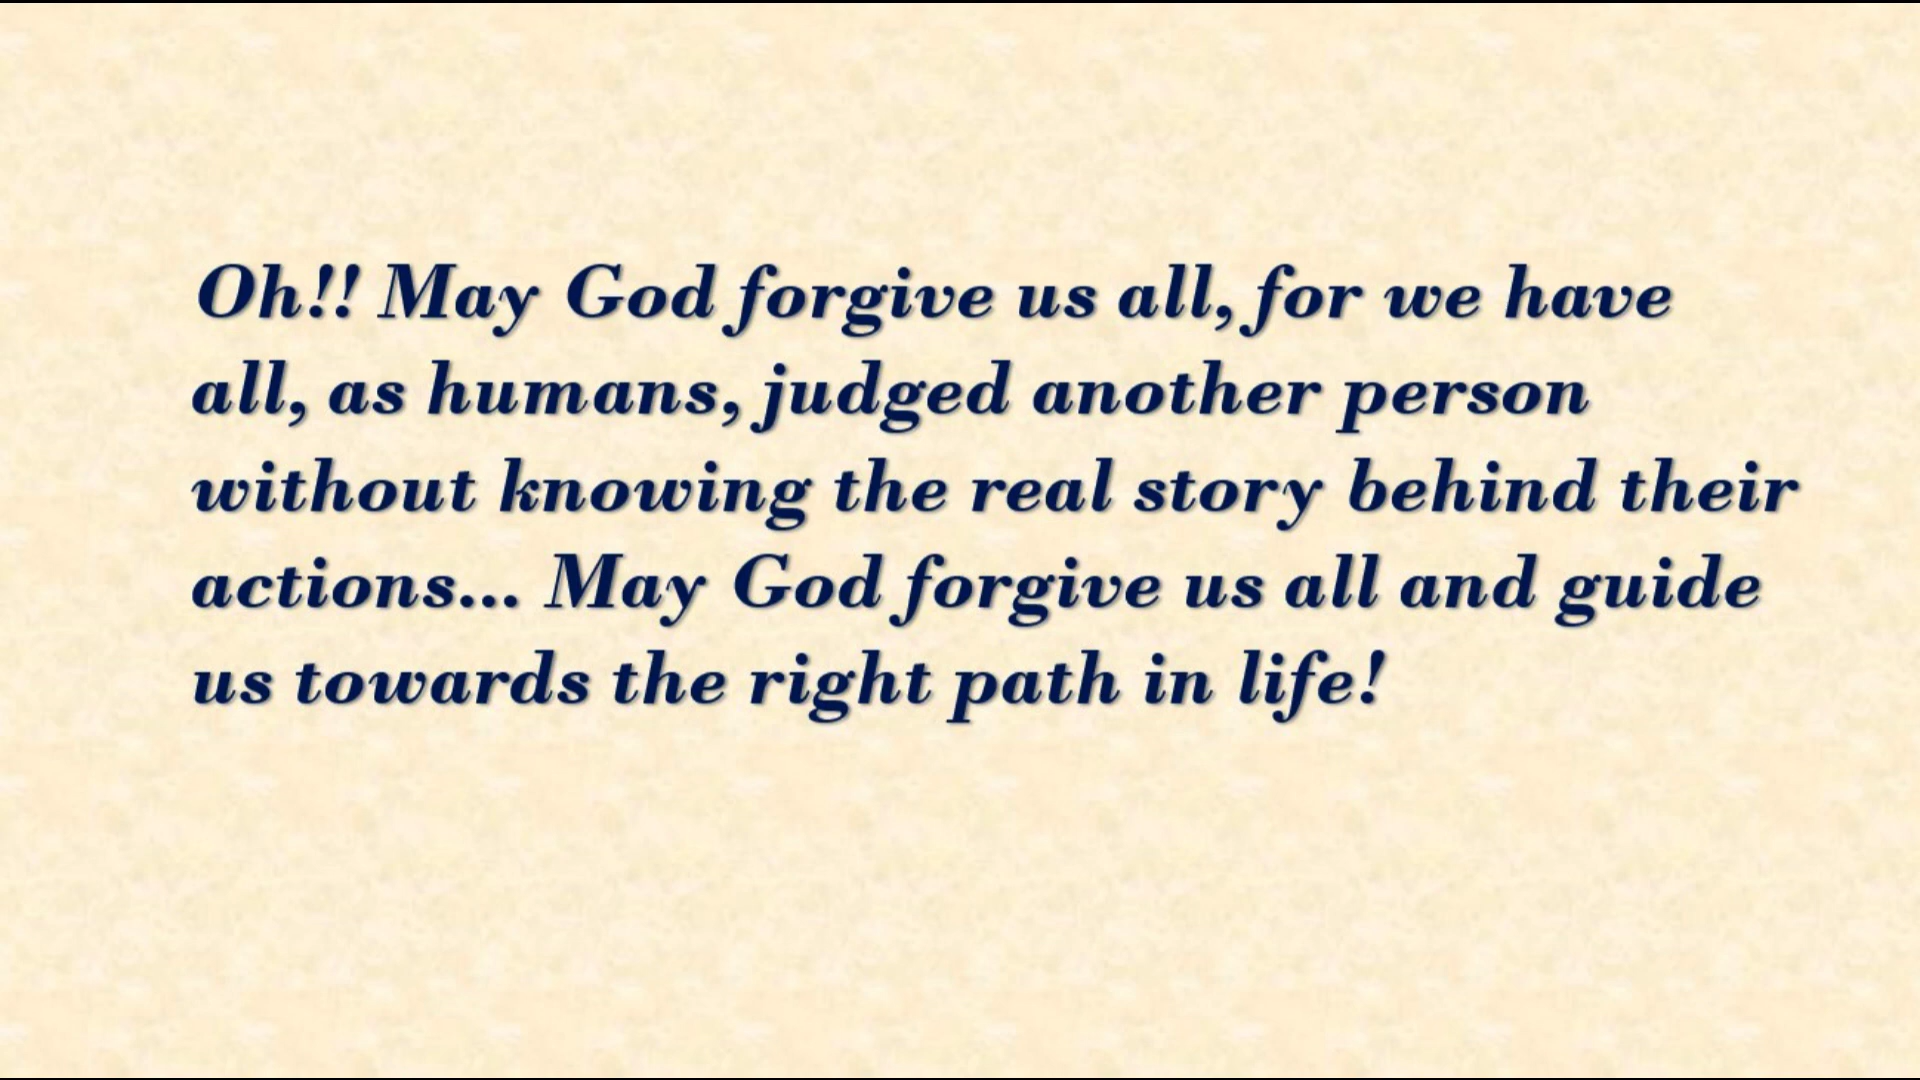 Oh!! May God forgive us all, for we have
all, as humans, judged another person
without knowing the real story behind their
actions... May God forgive us all and guide
us towards the right path in life!